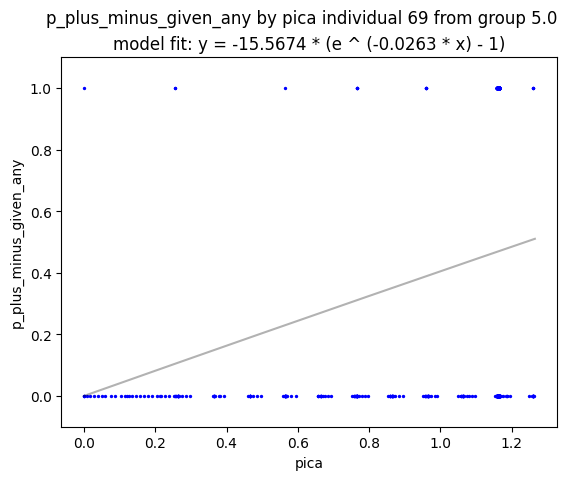 p_plus_minus_given_any by pica individual 69 from group 5.0
model fit: y = -15.5674 * (e ^ (-0.0263 * x) - 1)
p_plus_minus_given_any
1.0
0.8
0.6
0.4
0.2
0.0
0.0 0.2 0.4 0.6 0.8 1.0 1.2
pica